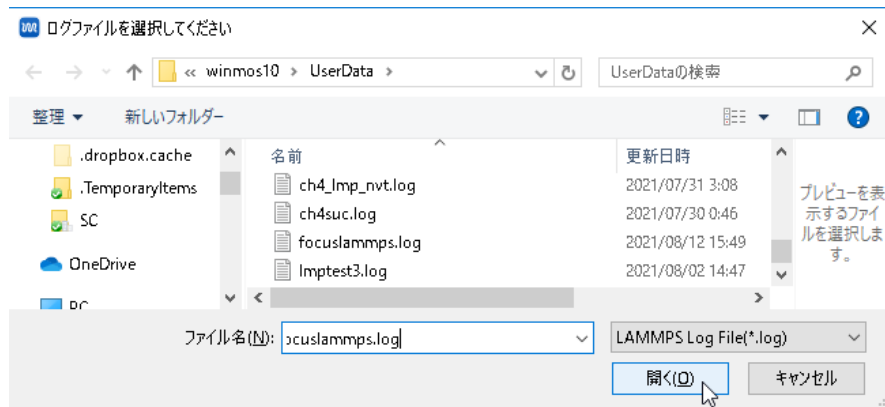 ログファイルを選択してください
« winmos10 › UserData ›
UserDataの検索
整理 ▼ 新しいフォルダー
.dropbox.cache
.TemporaryItems
SC
OneDrive
PC
名前 更新日時
ch4_lmp_nvt.log 2021/07/31 3:08
ch4suc.log 2021/07/30 0:46
focuslammps.log 2021/08/12 15:49
lmptest3.log 2021/08/02 14:47
プレビューを表
示するファイ
ルを選択しま
す。
ファイル名(N): ocuslammps.log
LAMMPS Log File(*.log)
開く(O) キャンセル